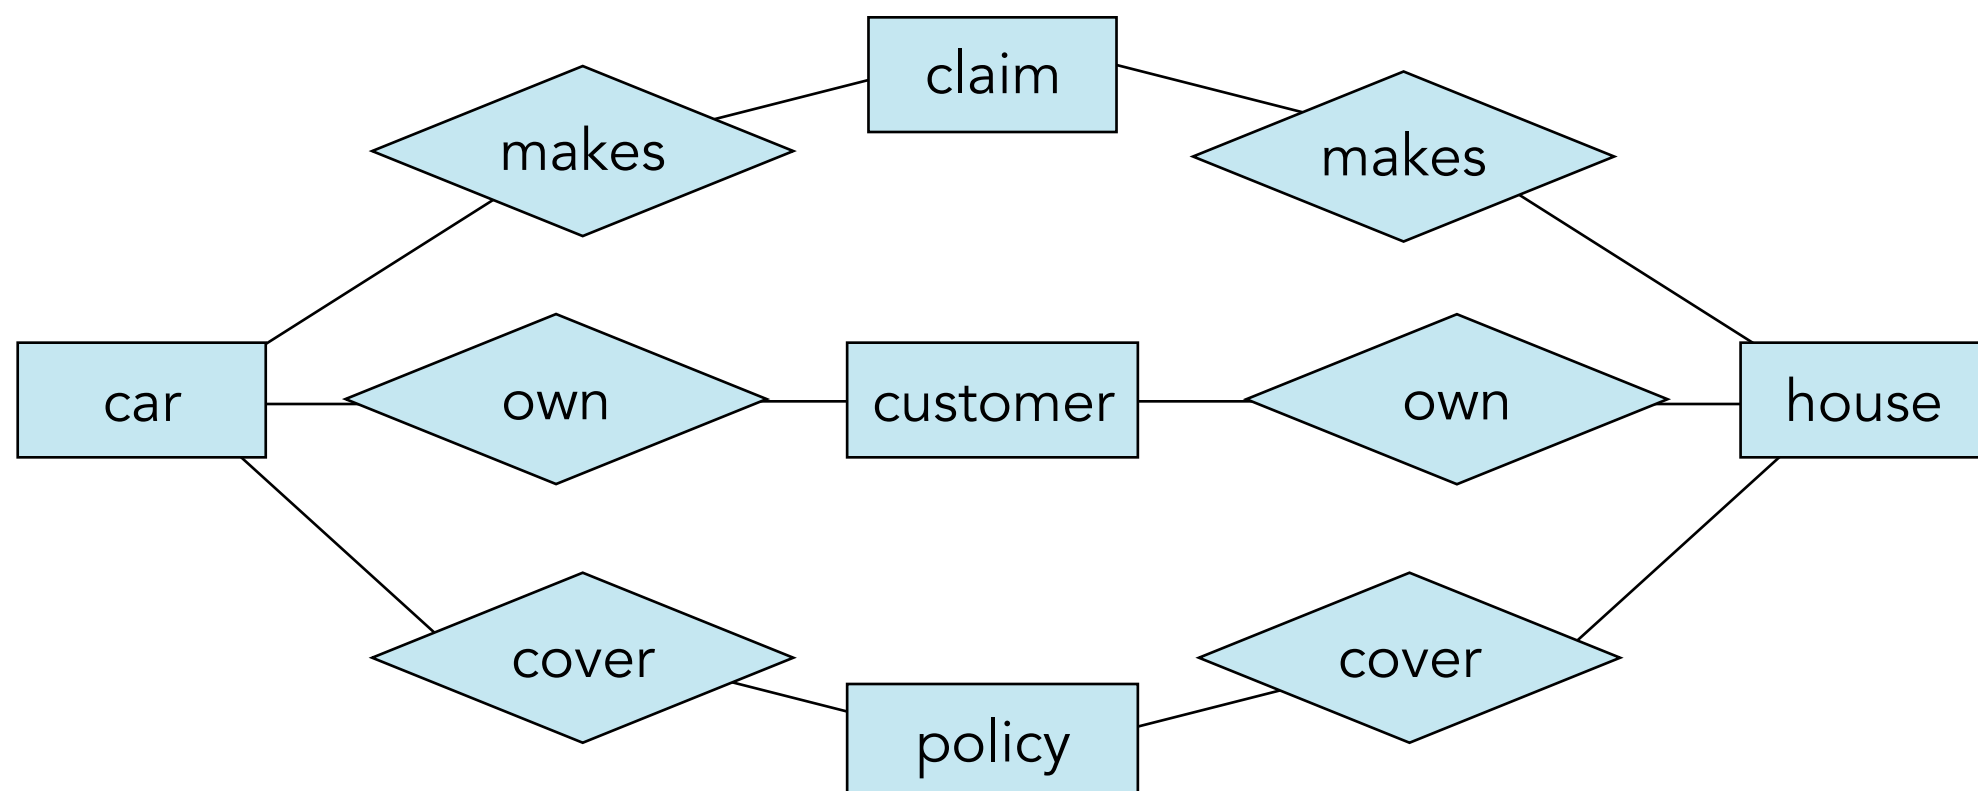 claim
makes
makes
car
own
customer
own
house
cover
cover
policy